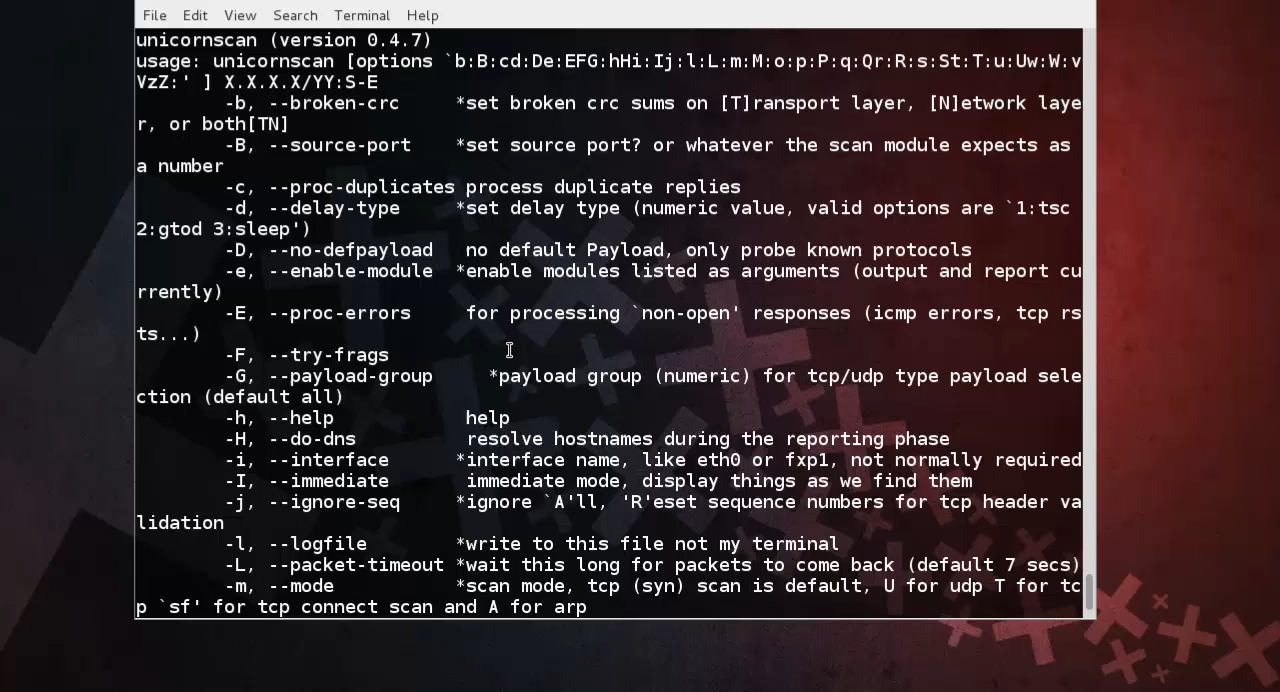 File Edit View Search Terminal Help
unicornscan (version 0.4.7)
usage: unicornscan [options `b:B:cd:De:EFG:hHi:Ij:l:L:m:M:o:p:P:q:Qr:R:s:St:T:u:Uw:W:v
VzZ:' ] X.X.X.X/YY:S-E
-b, --broken-crc *set broken crc sums on [T]ransport layer, [N]etwork laye
r, or both[TN]
-B, --source-port *set source port? or whatever the scan module expects as
a number
-c, --proc-duplicates process duplicate replies
-d, --delay-type *set delay type (numeric value, valid options are `1:tsc
2:gtod 3:sleep')
-D, --no-defpayload no default Payload, only probe known protocols
-e, --enable-module *enable modules listed as arguments (output and report cu
rrently)
-E, --proc-errors for processing `non-open' responses (icmp errors, tcp rs
ts...)
-F, --try-frags
-G, --payload-group *payload group (numeric) for tcp/udp type payload sele
ction (default all)
-h, --help help
-H, --do-dns resolve hostnames during the reporting phase
-i, --interface *interface name, like eth0 or fxp1, not normally required
-I, --immediate immediate mode, display things as we find them
-j, --ignore-seq *ignore `A'll, 'R'eset sequence numbers for tcp header va
lidation
-l, --logfile *write to this file not my terminal
-L, --packet-timeout *wait this long for packets to come back (default 7 secs)
-m, --mode *scan mode, tcp (syn) scan is default, U for udp T for tc
p `sf' for tcp connect scan and A for arp